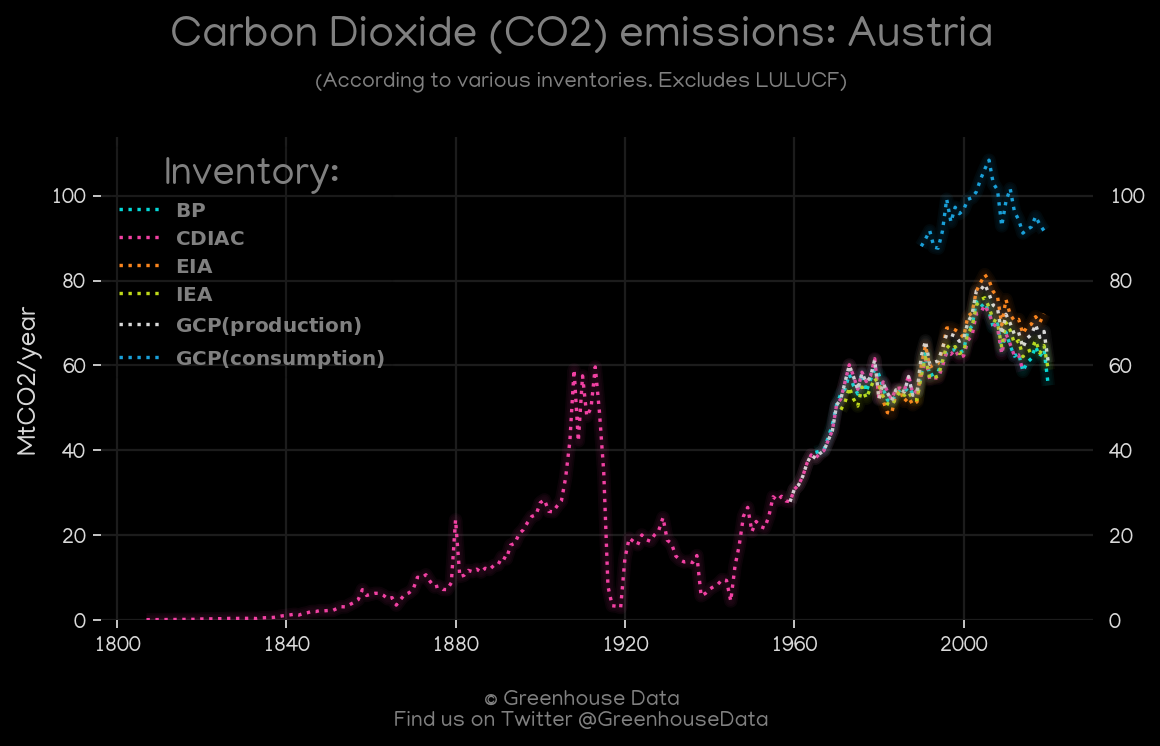 Carbon Dioxide (CO2) emissions: Austria
(According to various inventories. Excludes LULUCF)
Inventory:
BP
CDIAC
EIA
IEA
GCP(production)
GCP(consumption)
MtCO2/year
100
80
60
40
20
0
100
80
60
40
20
0
1800 1840 1880 1920 1960 2000
© Greenhouse Data
Find us on Twitter @GreenhouseData